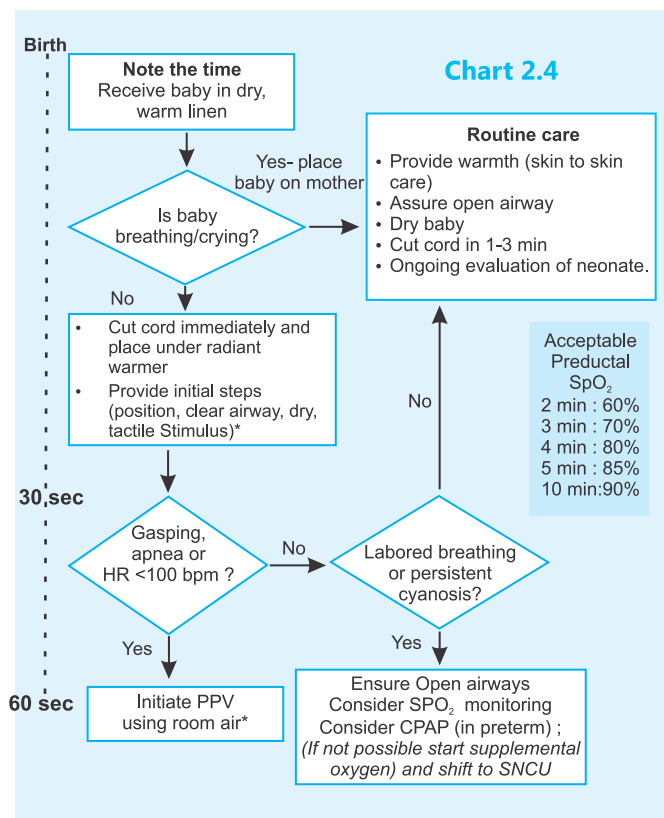 Birth
Chart 2.4
Note the time
Receive baby in dry,
warm linen
Yes- place
baby on mother
Is baby
breathing/crying?
Routine care
• Provide warmth (skin to skin
care)
• Assure open airway
• Dry baby
• Cut cord in 1-3 min
• Ongoing evaluation of neonate.
No
• Cut cord immediately and
place under radiant
warmer
• Provide initial steps
(position, clear airway, dry,
tactile Stimulus)*
No
Acceptable
Preductal
SpO₂
2 min : 60%
3 min : 70%
4 min : 80%
5 min : 85%
10 min:90%
30 sec
Gasping,
apnea or
HR <100 bpm ?
No
Labored breathing
or persistent
cyanosis?
Yes
Yes
60 sec
Initiate PPV
using room air*
Ensure Open airways
Consider SPO₂ monitoring
Consider CPAP (in preterm) ;
(If not possible start supplemental
oxygen) and shift to SNCU